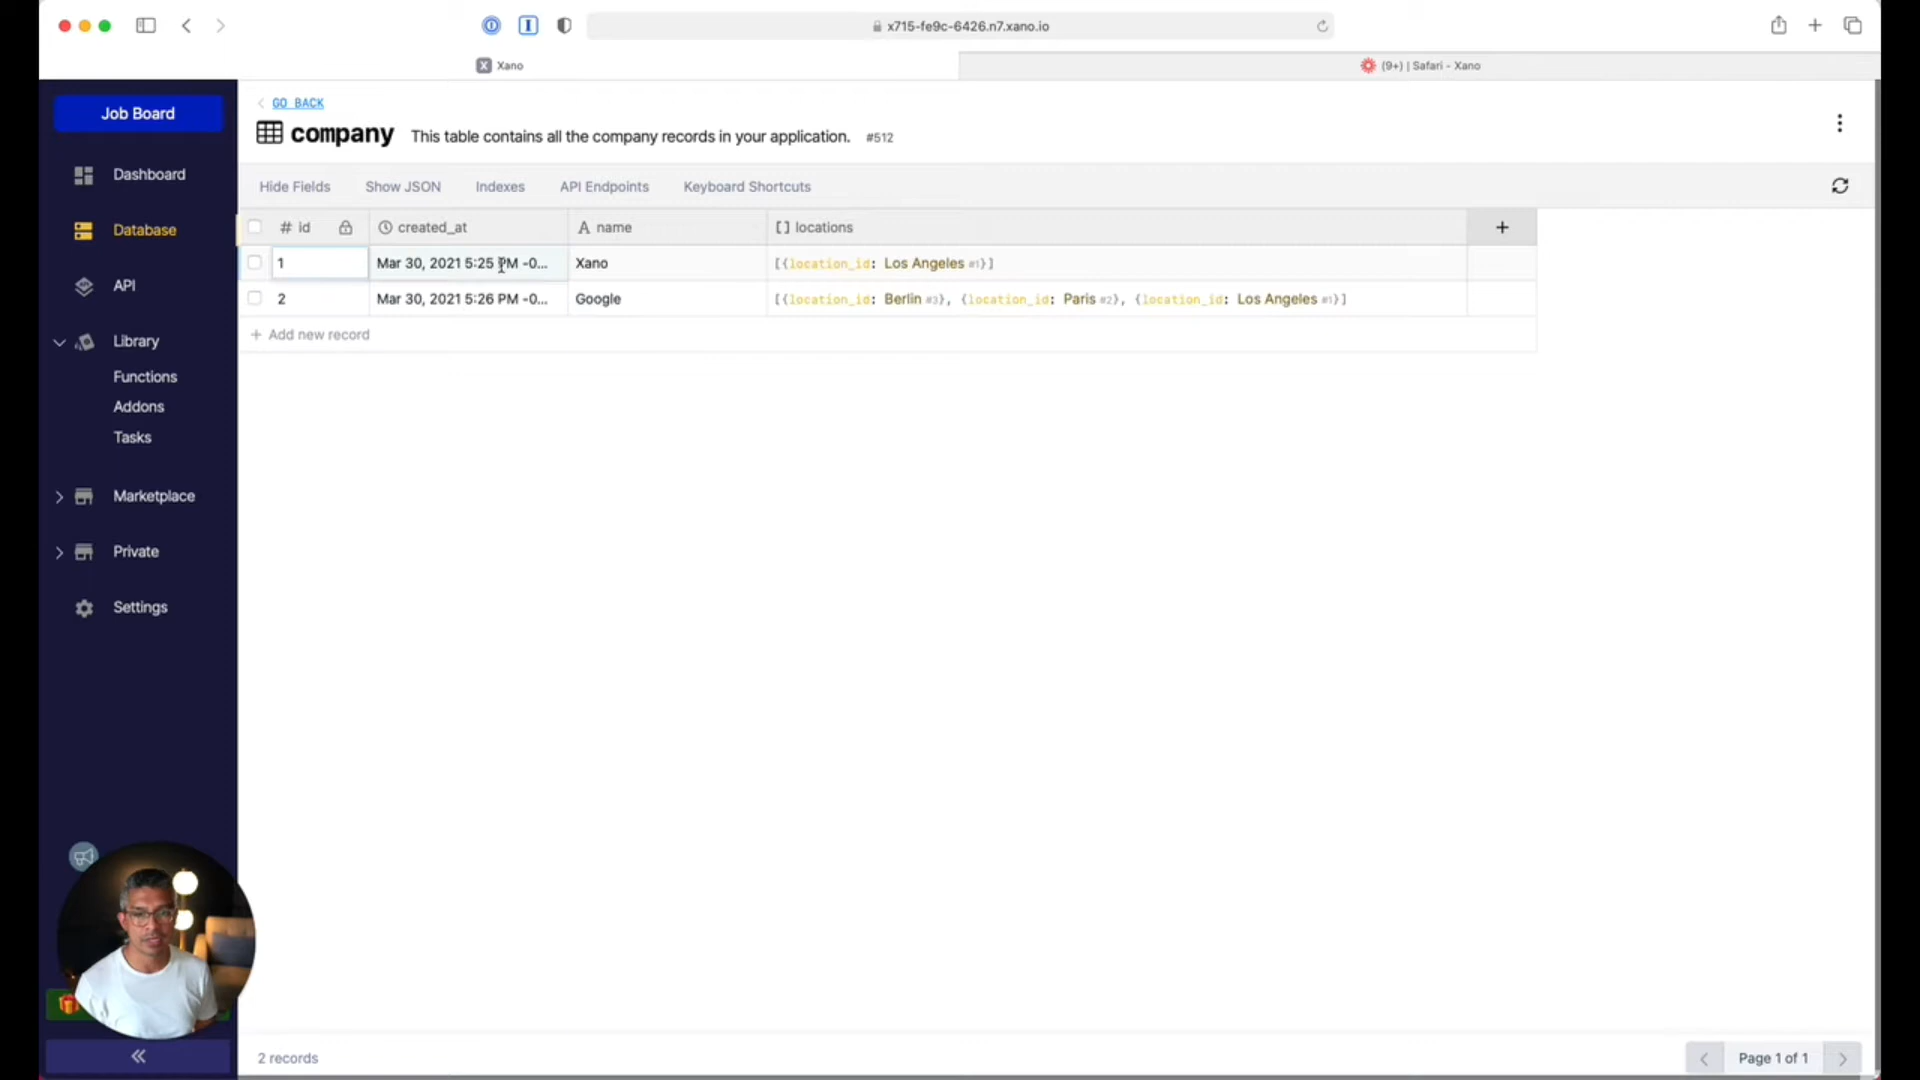 x715-fe9c-6426.n7.xano.io
X Xano
(9+) | Safari - Xano
Job Board
Dashboard
Database
API
Library
Functions
Addons
Tasks
Marketplace
Private
Settings
GO BACK
company This table contains all the company records in your application. #512
Hide Fields Show JSON Indexes API Endpoints Keyboard Shortcuts
# id created_at A name [] locations +
1 Mar 30, 2021 5:25 PM -0... Xano [{location_id: Los Angeles #1}]
2 Mar 30, 2021 5:26 PM -0... Google [{location_id: Berlin #3}, {location_id: Paris #2}, {location_id: Los Angeles #1}]
+ Add new record
2 records
Page 1 of 1